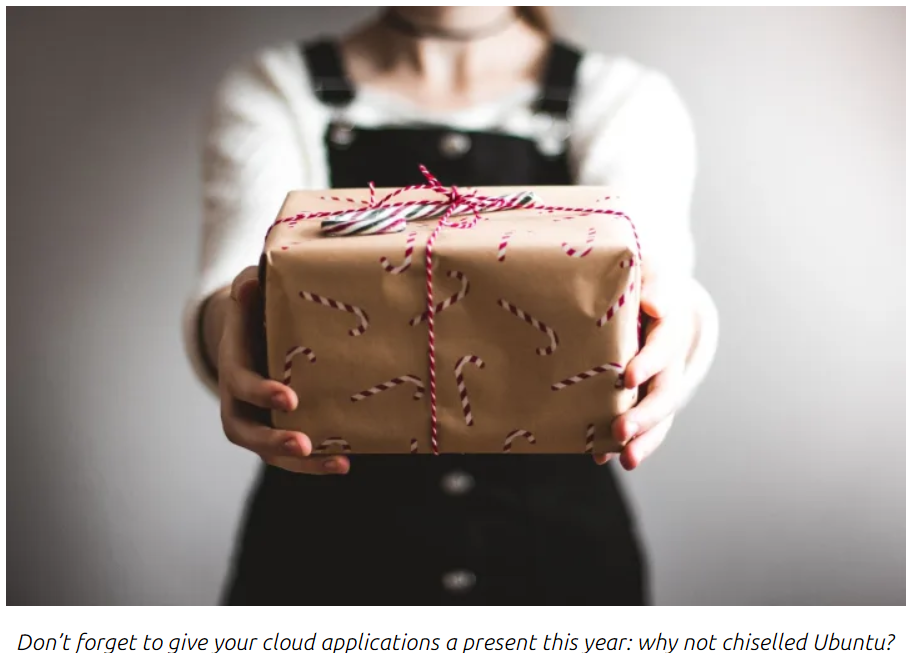 Don’t forget to give your cloud applications a present this year: why not chiselled Ubuntu?